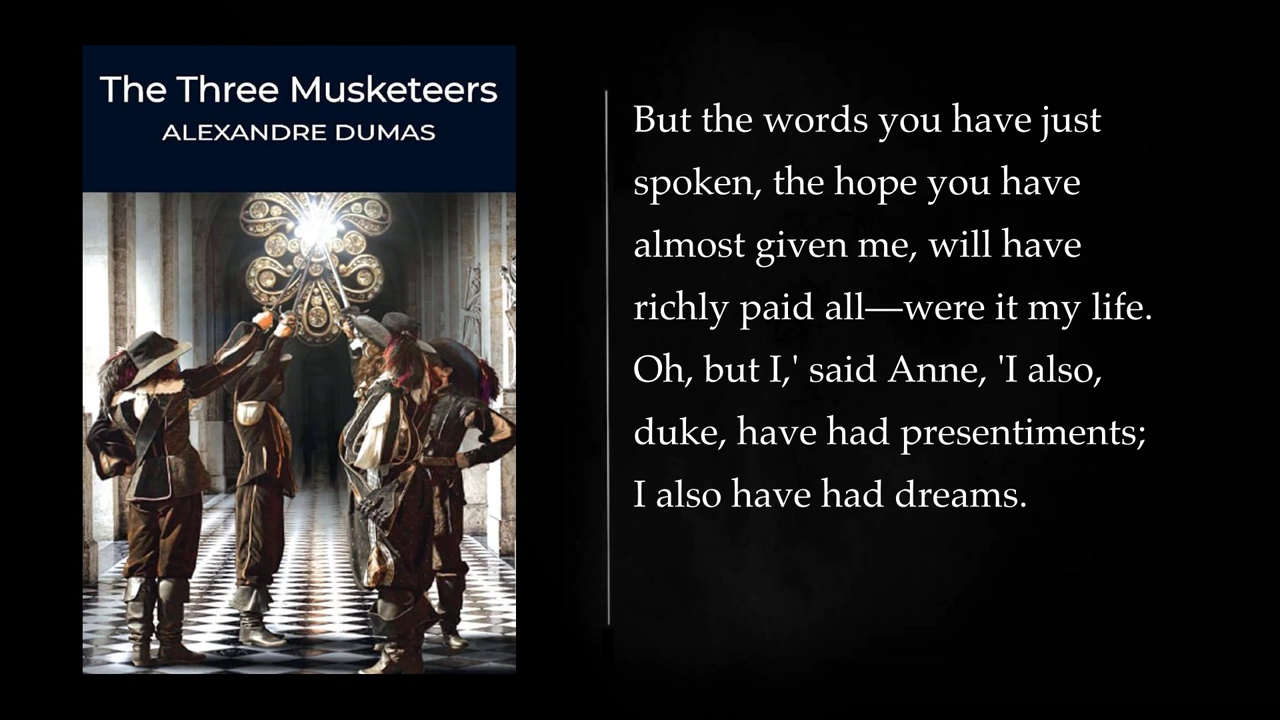 The Three Musketeers
ALEXANDRE DUMAS
But the words you have just
spoken, the hope you have
almost given me, will have
richly paid all—were it my life.
Oh, but I,' said Anne, 'I also,
duke, have had presentiments;
I also have had dreams.